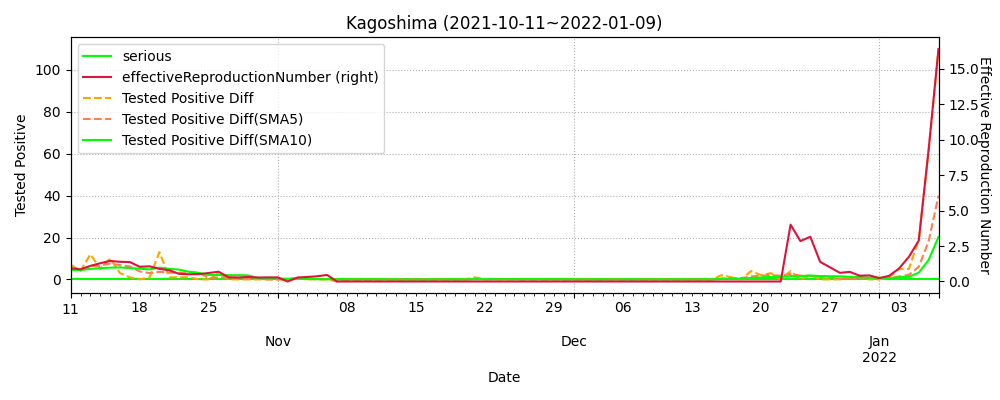 Kagoshima (2021-10-11~2022-01-09)
serious
effectiveReproductionNumber (right)
Tested Positive Diff
Tested Positive Diff(SMA5)
Tested Positive Diff(SMA10)
Tested Positive
100
80
60
40
20
0
15.0
12.5
10.0
7.5
5.0
2.5
0.0
Effective Reproduction Number
11 18 25 08 15 22 29 06 13 20 27 03
Nov Dec Jan
2022
Date